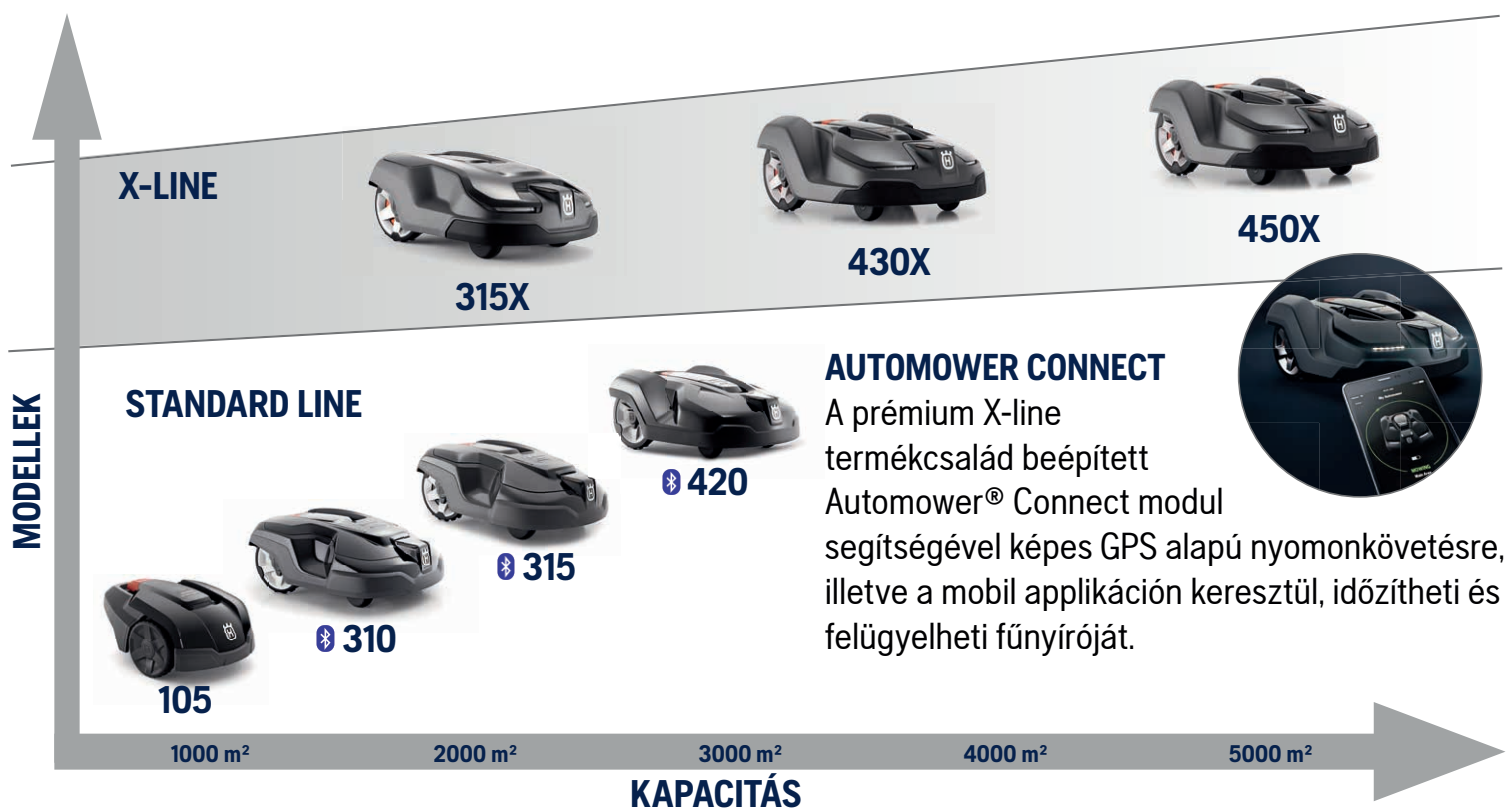 X-LINE
315X
430X
450X
MODELLEK
STANDARD LINE
105
310
315
420
AUTOMOWER CONNECT
A prémium X-line
termékcsalád beépített
Automower® Connect modul
segítségével képes GPS alapú nyomonkövetésre,
illetve a mobil applikáción keresztül, időzítheti és
felügyelheti fűnyíróját.
1000 m²
2000 m²
3000 m²
4000 m²
5000 m²
KAPACITÁS